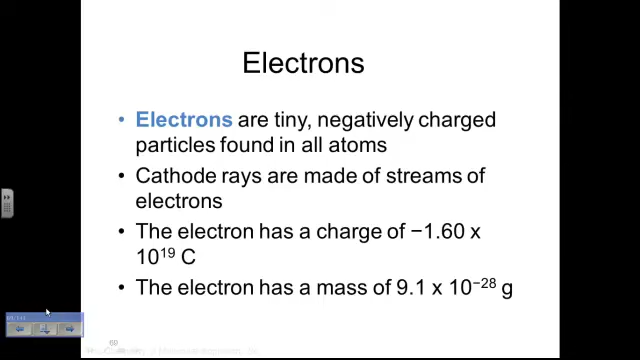 Electrons
• Electrons are tiny, negatively charged
particles found in all atoms
• Cathode rays are made of streams of
electrons
• The electron has a charge of −1.60 x
10¹⁹ C
• The electron has a mass of 9.1 x 10⁻²⁸ g
69